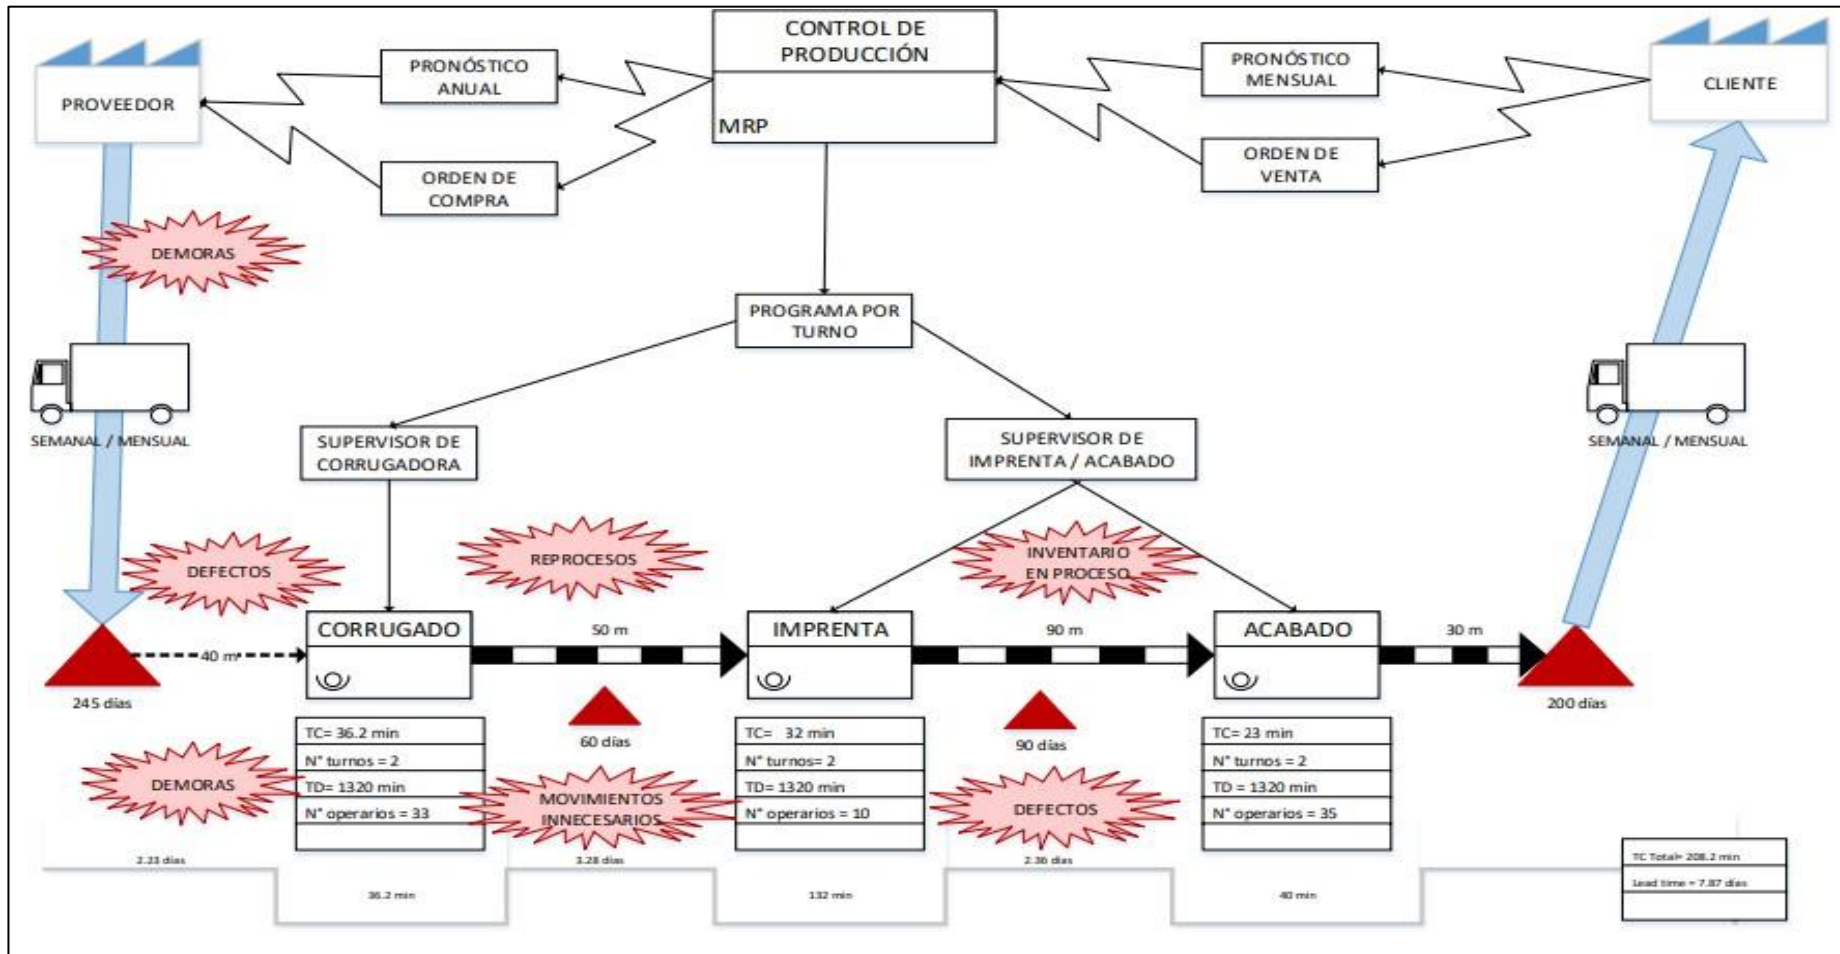 CONTROL DE
PRODUCCIÓN
MRP
PROVEEDOR
PRONÓSTICO
ANUAL
ORDEN DE
COMPRA
PRONÓSTICO
MENSUAL
ORDEN DE
VENTA
CLIENTE
DEMORAS
PROGRAMA POR
TURNO
SEMANAL / MENSUAL
SEMANAL / MENSUAL
SUPERVISOR DE
CORRUGADORA
SUPERVISOR DE
IMPRENTA / ACABADO
DEFECTOS
REPROCESOS
INVENTARIO
EN PROCESO
40 m
CORRUGADO
50 m
IMPRENTA
90 m
ACABADO
30 m
245 días
60 días
90 días
200 días
DEMORAS
TC= 36.2 min
N° turnos = 2
TD= 1320 min
N° operarios = 33
MOVIMIENTOS
INNECESARIOS
TC= 32 min
N° turnos= 2
TD= 1320 min
N° operarios = 10
DEFECTOS
TC= 23 min
N° turnos = 2
TD = 1320 min
N° operarios = 35
2.23 días
36.2 min
3.28 días
132 min
2.36 días
40 min
TC Total= 208.2 min
Lead time = 7.87 días